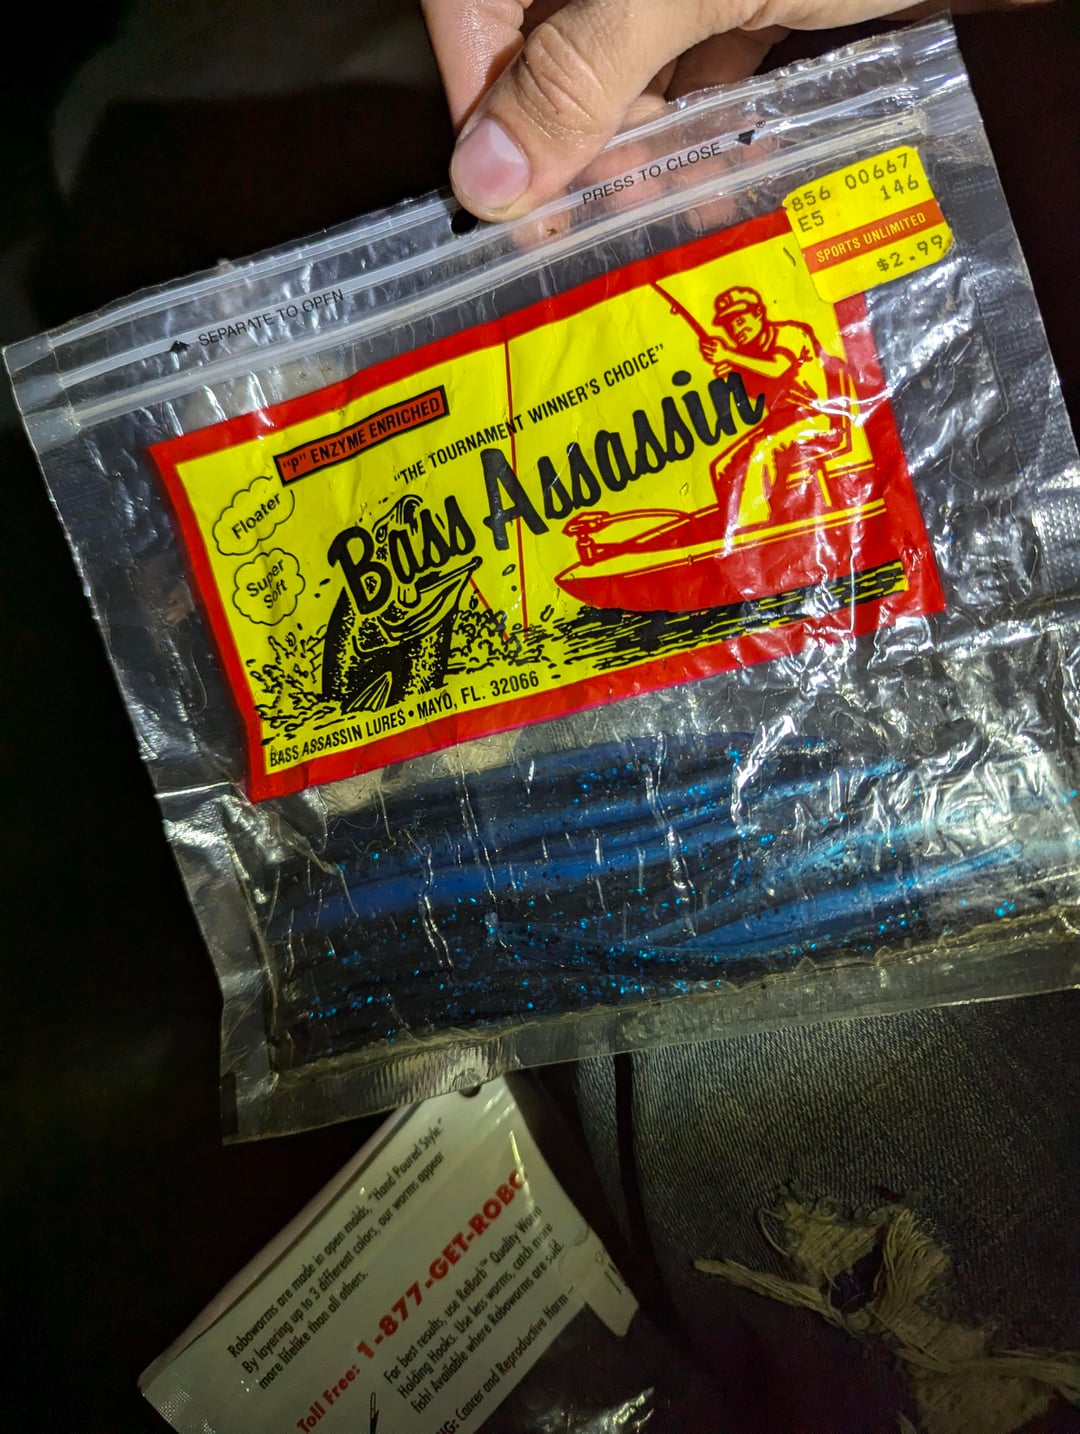 PRESS TO CLOSE
SEPARATE TO OPEN
856 00667
E5 146
SPORTS UNLIMITED
$2.99
"P" ENZYME ENRICHED
"THE TOURNAMENT WINNER'S CHOICE"
Bass Assassin
Floater
Super
Soft
BASS ASSASSIN LURES • MAYO, FL. 32066
Roboworms are made in open molds, "Hand Poured Style."
By layering up to 3 different colors, our worms appear
more lifelike than all others.
Toll Free: 1-877-GET-ROBO
For best results, use ReBarb™ Quality Worm
Holding Hooks. Use less worms, catch more
fish! Available where Roboworms are sold.
NG: Cancer and Reproductive Harm -